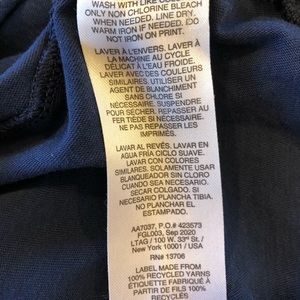 WASH WITH LIKE COLORS
ONLY NON CHLORINE BLEACH
WHEN NEEDED. LINE DRY.
WARM IRON IF NEEDED. DO
NOT IRON ON PRINT.
LAVER À L'ENVERS. LAVER À
LA MACHINE AU CYCLE
DÉLICAT À L'EAU FROIDE.
LAVER AVEC DES COULEURS
SIMILAIRES. UTILISER UN
AGENT DE BLANCHIMENT
SANS CHLORE SI
NÉCESSAIRE. SUSPENDRE
POUR SÉCHER. REPASSER AU
FER TIÈDE SI NÉCESSAIRE.
NE PAS REPASSER LES
IMPRIMÉS.
LAVAR AL REVÉS. LAVAR EN
AGUA FRÍA CICLO SUAVE.
LAVAR CON COLORES
SIMILARES. SOLAMENTE USAR
BLANQUEADOR SIN CLORO
CUANDO SEA NECESARIO.
SECAR COLGADO. SI
NECESARIO PLANCHA TIBIA.
NO PLANCHAR EL
ESTAMPADO.
AA7037, P.O.# 423573
FGL003, Sep 2020
LTAG / 100 W. 33rd St. /
New York 10001 / USA
RN# 13706
LABEL MADE FROM
100% RECYCLED YARNS
ÉTIQUETTE FABRIQUÉE À
PARTIR DE FILS 100%
RECYCLÉS